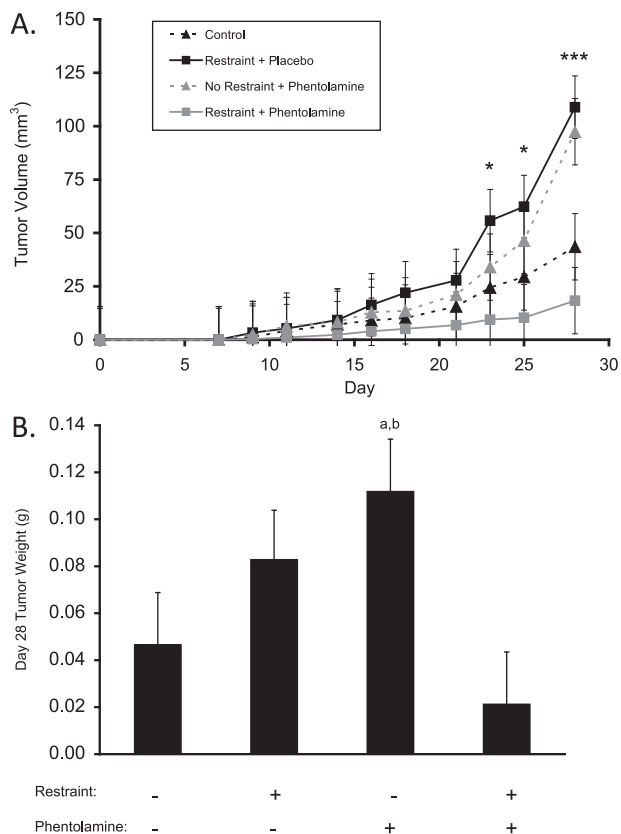 A.
Control
Restraint + Placebo
No Restraint + Phentolamine
Restraint + Phentolamine
Tumor Volume (mm³)
150
125
100
75
50
25
0
*
*
***
0 5 10 15 20 25 30
Day
B.
Day 28 Tumor Weight (g)
0.14
0.12
0.10
0.08
0.06
0.04
0.02
0.00
a,b
Restraint: - + - +
Phentolamine: - - + +